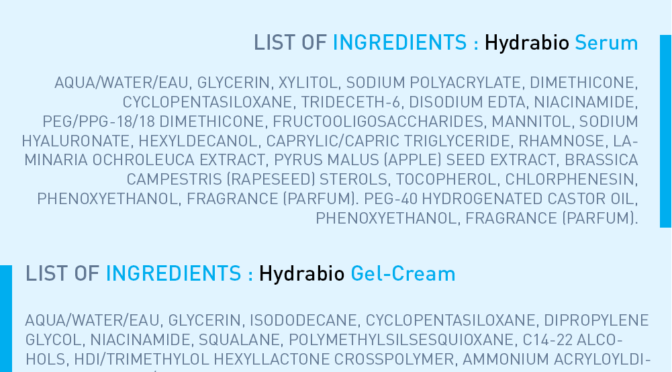 LIST OF INGREDIENTS : Hydrabio Serum
AQUA/WATER/EAU, GLYCERIN, XYLITOL, SODIUM POLYACRYLATE, DIMETHICONE,
CYCLOPENTASILOXANE, TRIDECETH-6, DISODIUM EDTA, NIACINAMIDE,
PEG/PPG-18/18 DIMETHICONE, FRUCTOOLIGOSACCHARIDES, MANNITOL, SODIUM
HYALURONATE, HEXYLDECANOL, CAPRYLIC/CAPRIC TRIGLYCERIDE, RHAMNOSE, LA-
MINARIA OCHROLEUCA EXTRACT, PYRUS MALUS (APPLE) SEED EXTRACT, BRASSICA
CAMPESTRIS (RAPESEED) STEROLS, TOCOPHEROL, CHLORPHENESIN,
PHENOXYETHANOL, FRAGRANCE (PARFUM). PEG-40 HYDROGENATED CASTOR OIL,
PHENOXYETHANOL, FRAGRANCE (PARFUM).
LIST OF INGREDIENTS : Hydrabio Gel-Cream
AQUA/WATER/EAU, GLYCERIN, ISODODECANE, CYCLOPENTASILOXANE, DIPROPYLENE
GLYCOL, NIACINAMIDE, SQUALANE, POLYMETHYLSILSESQUIOXANE, C14-22 ALCO-
HOLS, HDI/TRIMETHYLOL HEXYLLACTONE CROSSPOLYMER, AMMONIUM ACRYLOYLDI-